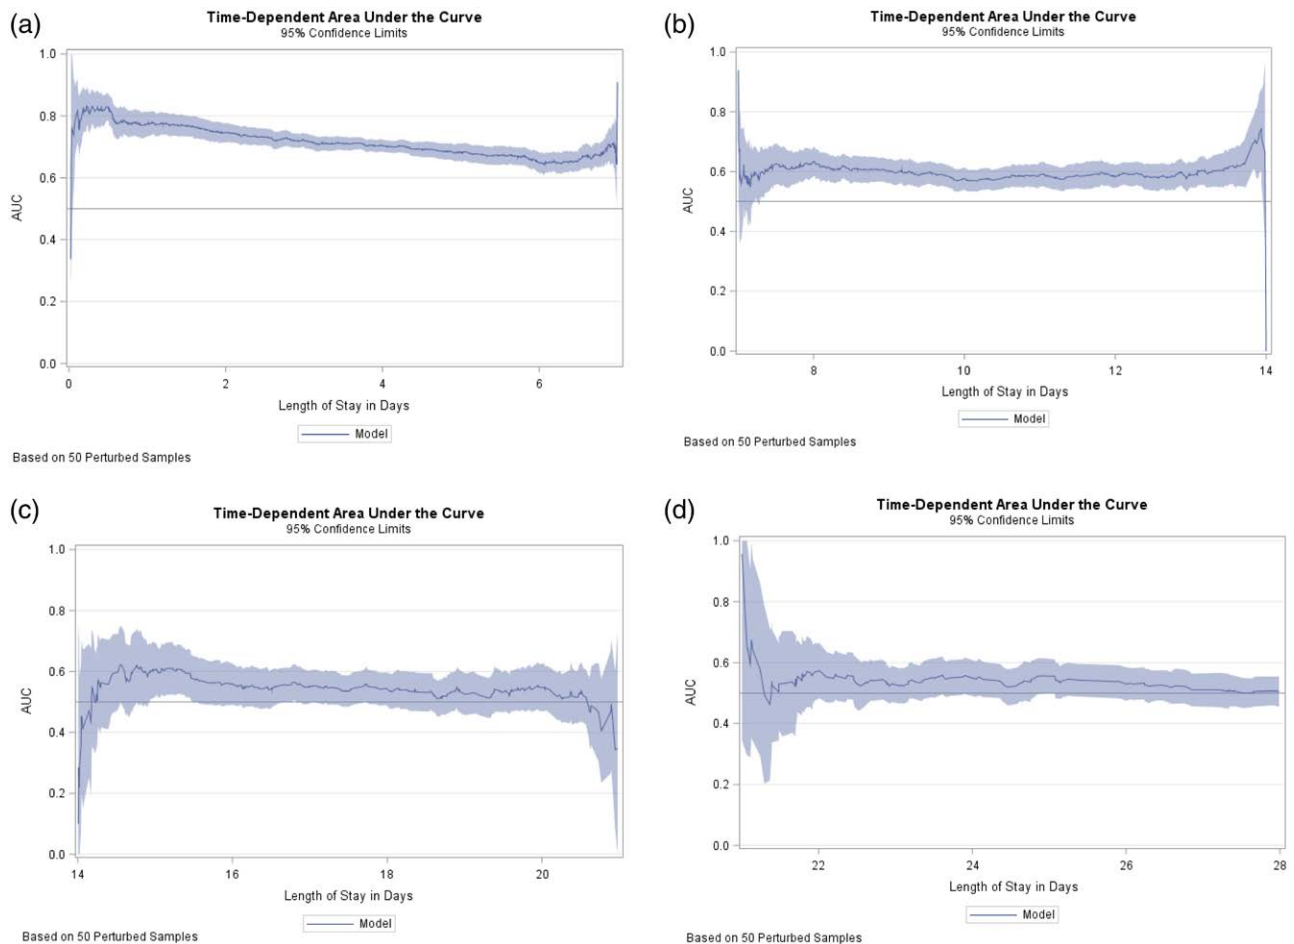 (a)
Time-Dependent Area Under the Curve
95% Confidence Limits
1.0
0.8
0.6
0.4
0.2
0.0
AUC
0 2 4 6
Length of Stay in Days
Model
Based on 50 Perturbed Samples
(b)
Time-Dependent Area Under the Curve
95% Confidence Limits
1.0
0.8
0.6
0.4
0.2
0.0
AUC
8 10 12 14
Length of Stay in Days
Model
Based on 50 Perturbed Samples
(c)
Time-Dependent Area Under the Curve
95% Confidence Limits
1.0
0.8
0.6
0.4
0.2
0.0
AUC
14 16 18 20
Length of Stay in Days
Model
Based on 50 Perturbed Samples
(d)
Time-Dependent Area Under the Curve
95% Confidence Limits
1.0
0.8
0.6
0.4
0.2
0.0
AUC
22 24 26 28
Length of Stay in Days
Model
Based on 50 Perturbed Samples